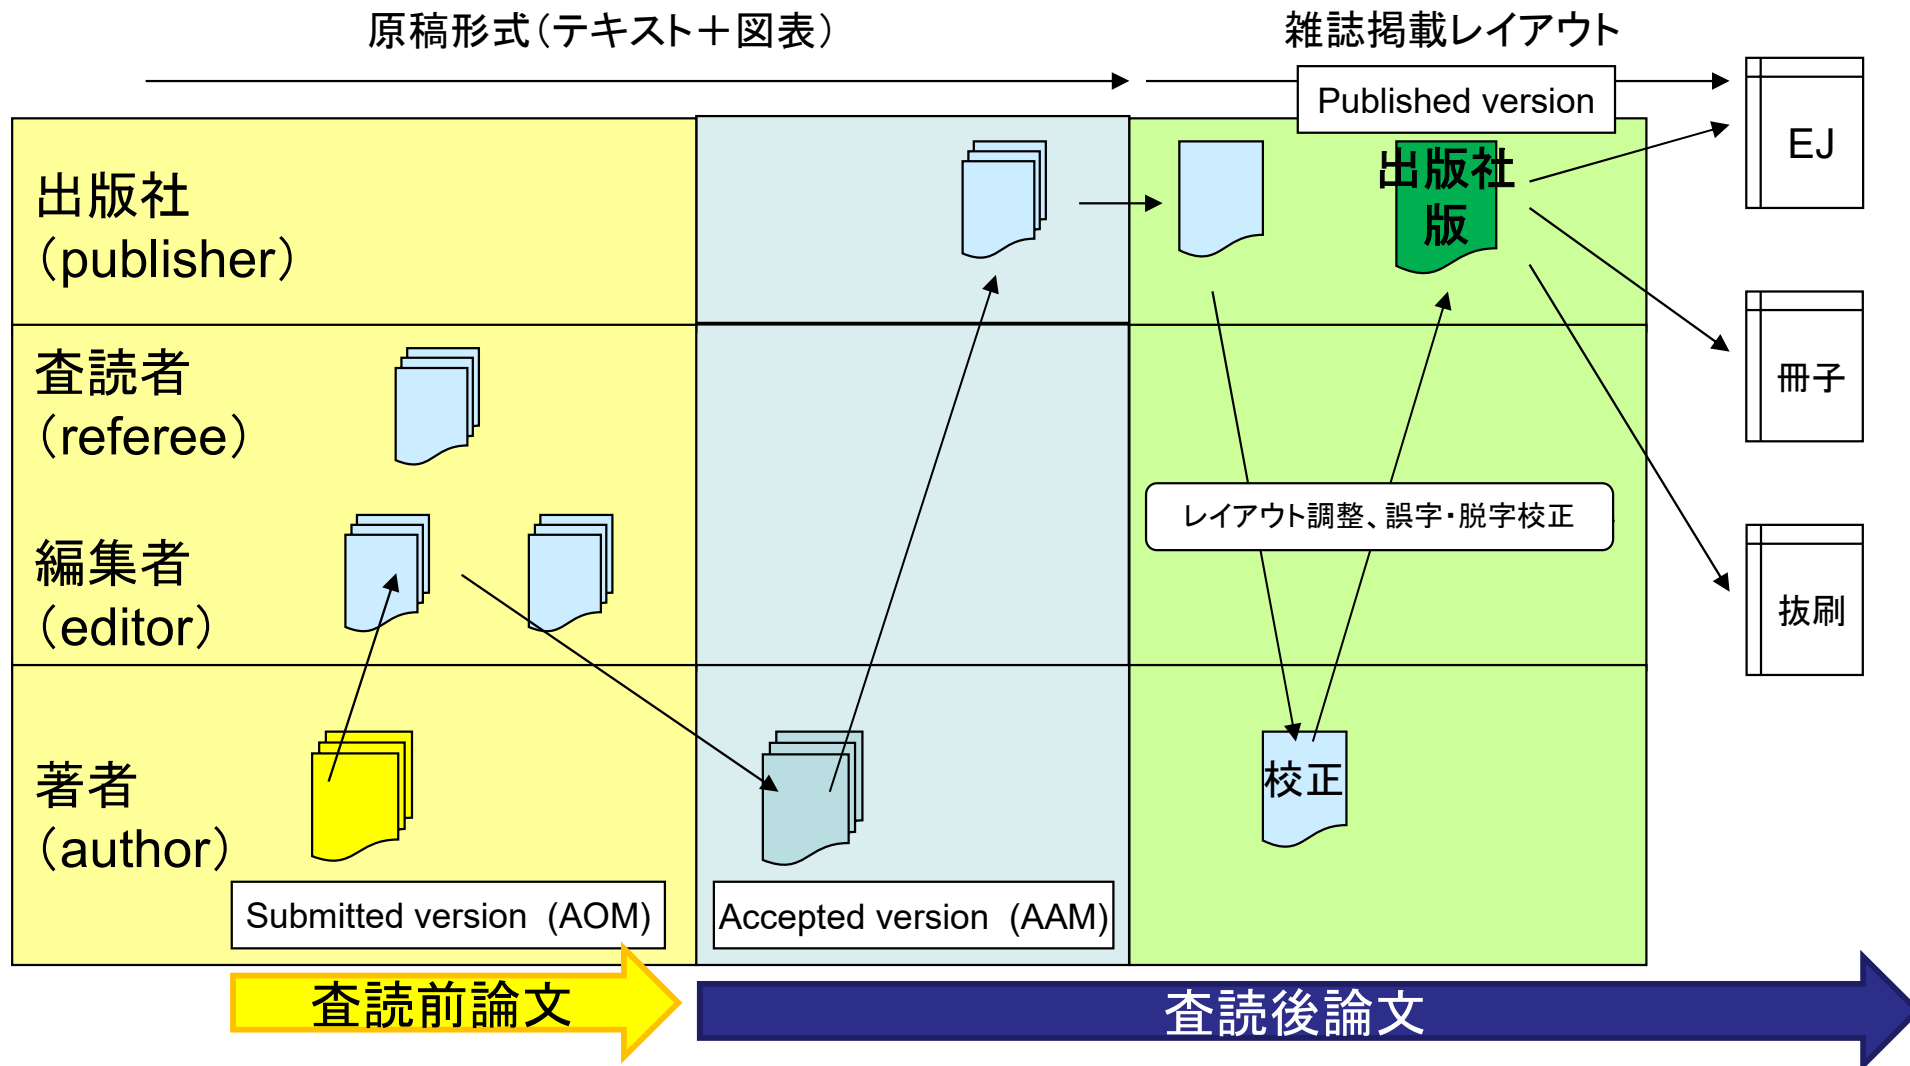 原稿形式（テキスト＋図表）
雑誌掲載レイアウト
Published version
EJ
出版社
（publisher）
出版社
版
査読者
（referee）
冊子
編集者
（editor）
レイアウト調整、誤字・脱字校正
抜刷
著者
（author）
校正
Submitted version (AOM)
Accepted version (AAM)
査読前論文
査読後論文